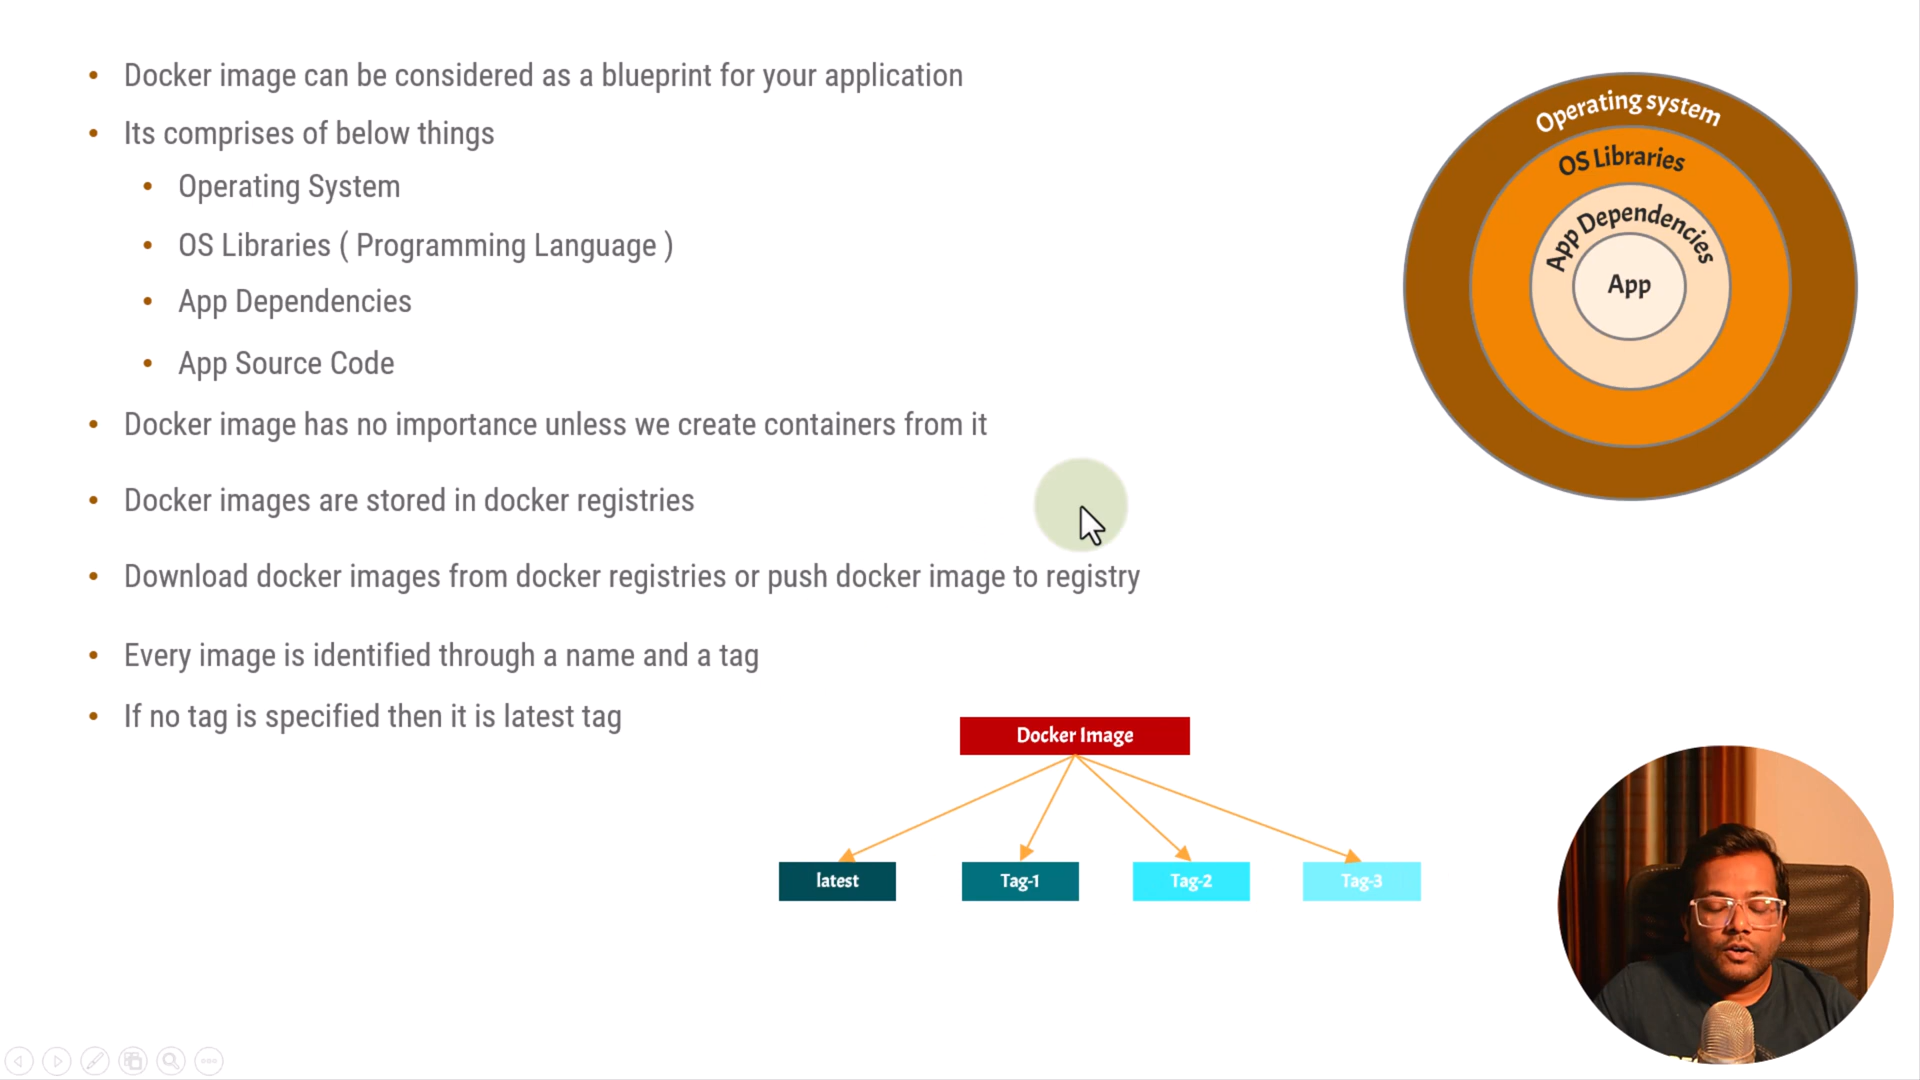 Docker image can be considered as a blueprint for your application
Its comprises of below things
Operating System
OS Libraries ( Programming Language )
App Dependencies
App Source Code
Docker image has no importance unless we create containers from it
Docker images are stored in docker registries
Download docker images from docker registries or push docker image to registry
Every image is identified through a name and a tag
If no tag is specified then it is latest tag
Operating system
OS Libraries
App Dependencies
App
Docker Image
latest
Tag-1
Tag-2
Tag-3